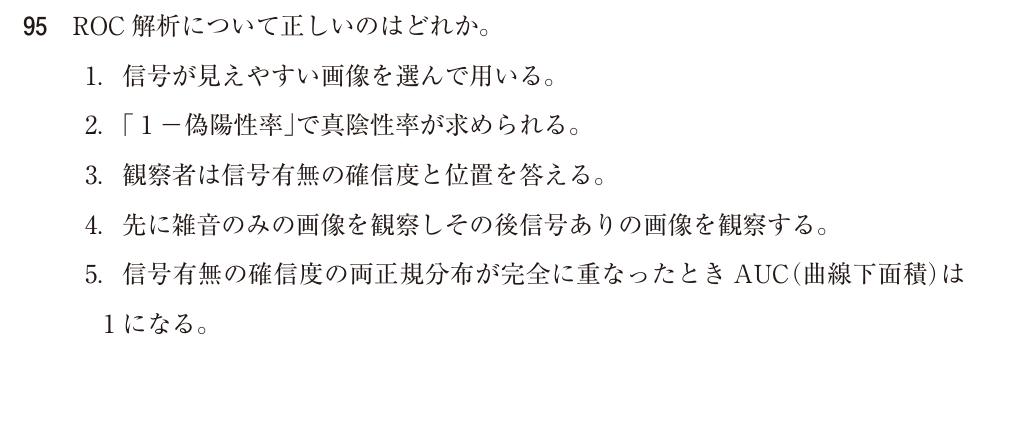 95 ROC 解析について正しいのはどれか。
1. 信号が見えやすい画像を選んで用いる。
2. 「1－偽陽性率」で真陰性率が求められる。
3. 観察者は信号有無の確信度と位置を答える。
4. 先に雑音のみの画像を観察しその後信号ありの画像を観察する。
5. 信号有無の確信度の両正規分布が完全に重なったとき AUC（曲線下面積）は
1 になる。